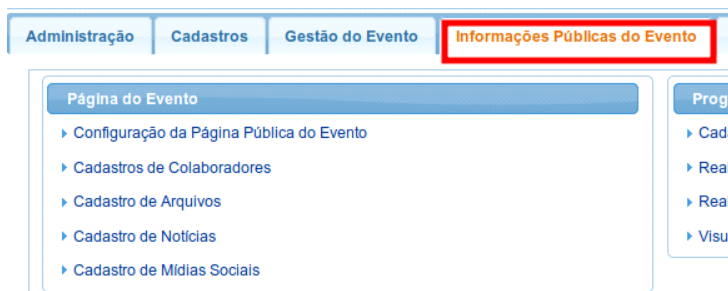 Administração Cadastros Gestão do Evento Informações Públicas do Evento
Página do Evento
Configuração da Página Pública do Evento
Cadastros de Colaboradores
Cadastro de Arquivos
Cadastro de Notícias
Cadastro de Mídias Sociais